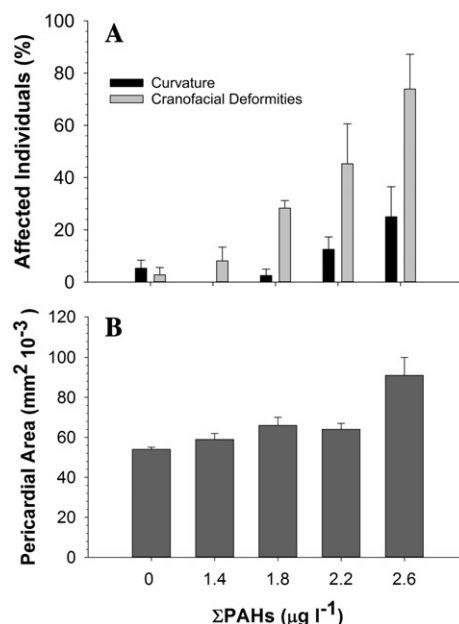 A
Curvature
Cranofacial Deformities
Affected Individuals (%)
100
80
60
40
20
0
B
Pericardial Area (mm² 10⁻³)
120
100
80
60
40
20
0
0 1.4 1.8 2.2 2.6
ΣPAHs (µg l⁻¹)